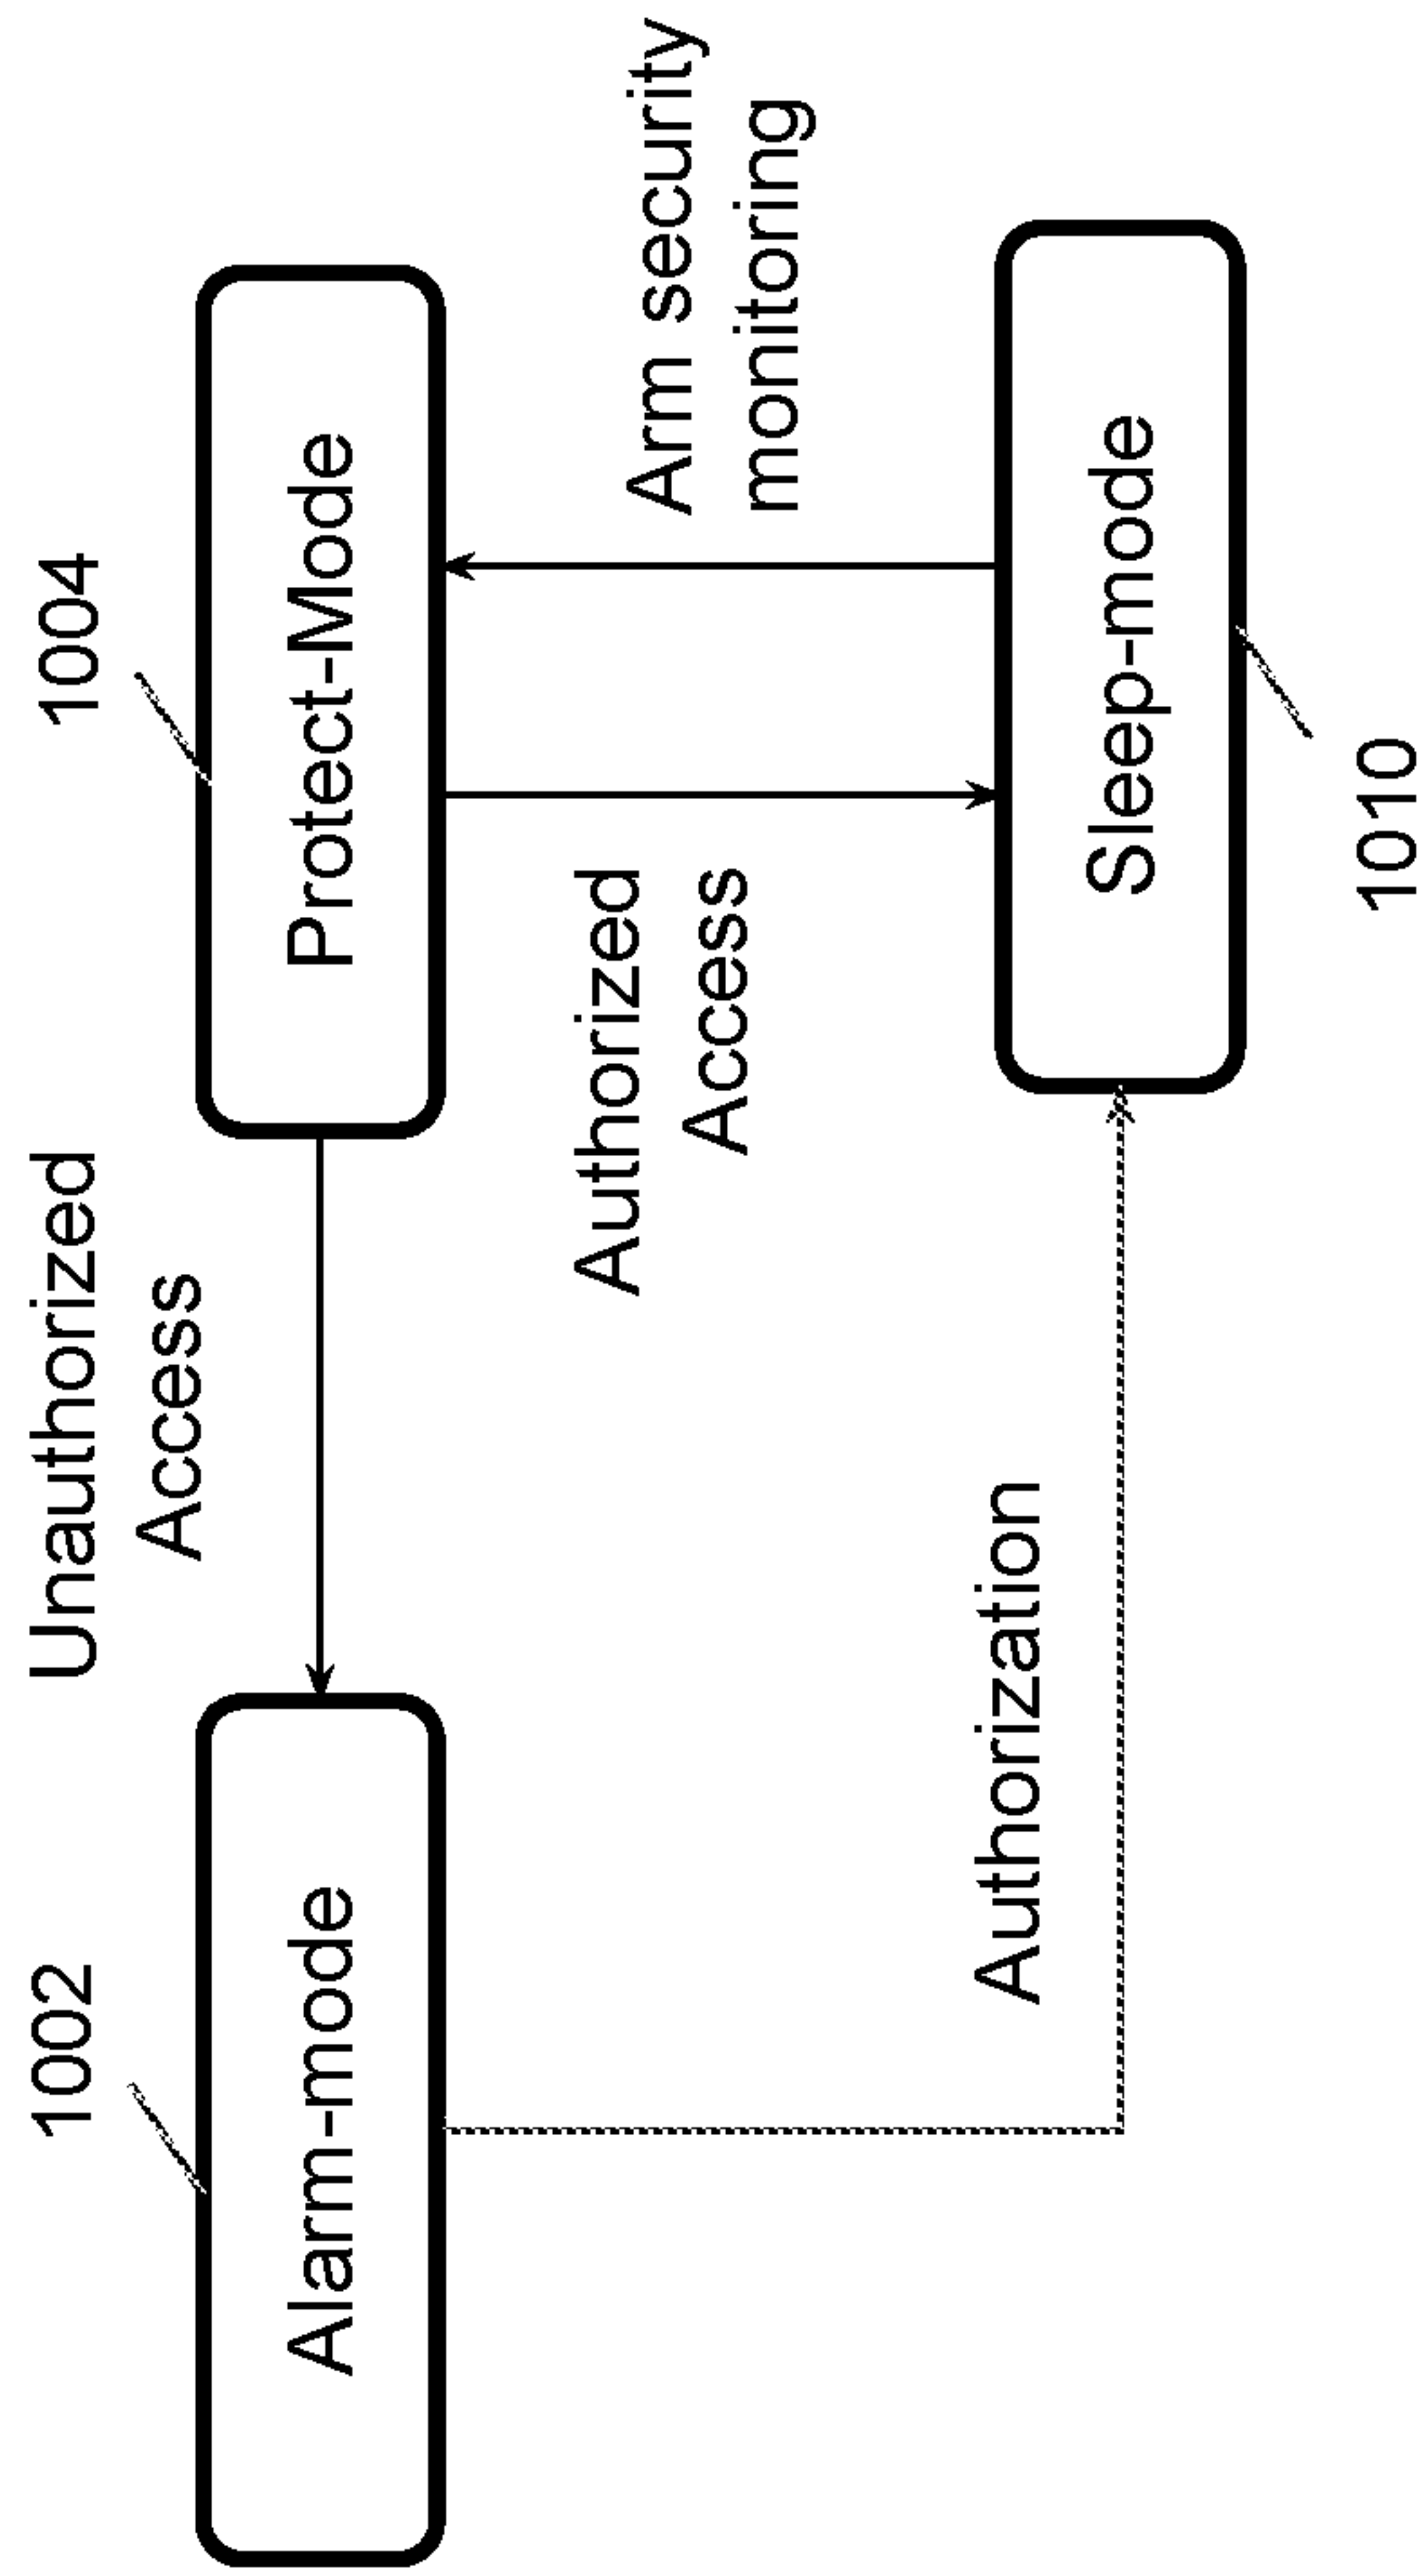 1002
Alarm-mode
Unauthorized
Access
1004
Protect-Mode
Authorized
Access
Arm security
monitoring
Authorization
Sleep-mode
1010